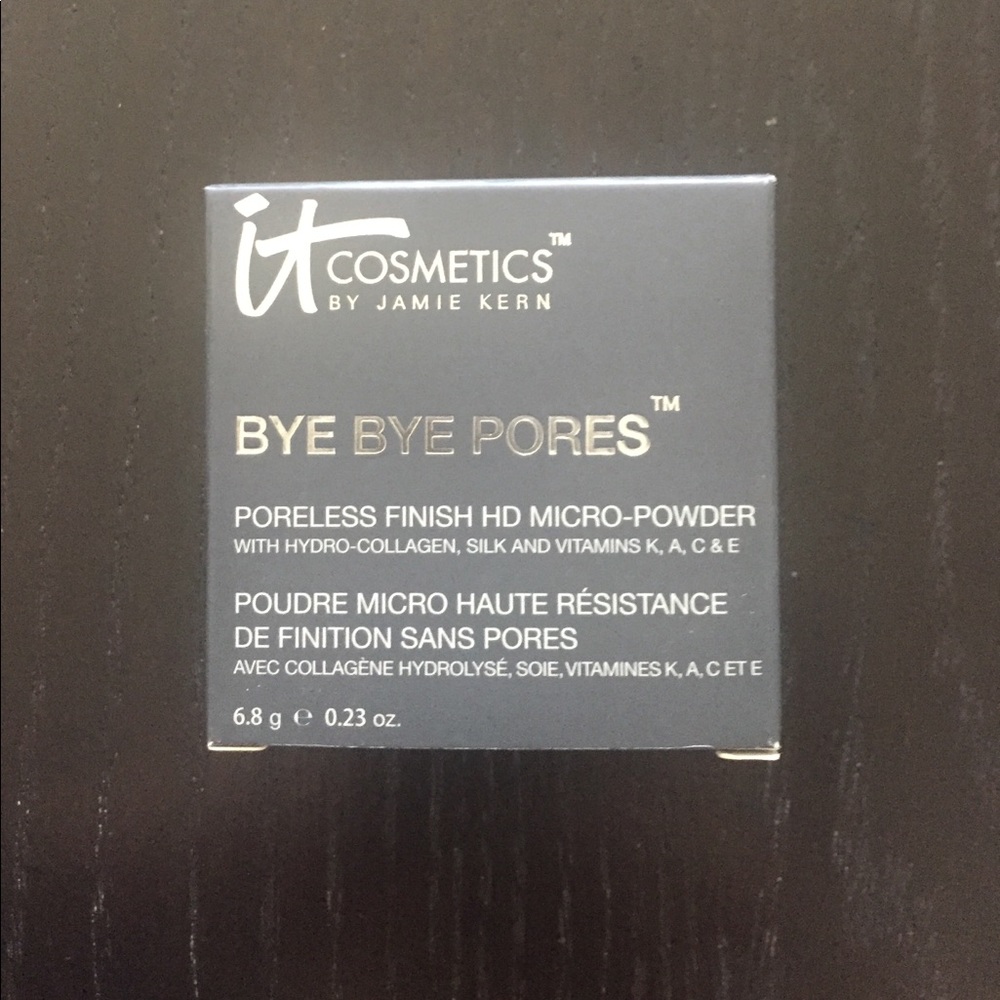 it COSMETICS™
BY JAMIE KERN
BYE BYE PORES™
PORELESS FINISH HD MICRO-POWDER
WITH HYDRO-COLLAGEN, SILK AND VITAMINS K, A, C & E
POUDRE MICRO HAUTE RÉSISTANCE
DE FINITION SANS PORES
AVEC COLLAGÈNE HYDROLYSÉ, SOIE, VITAMINES K, A, C ET E
6.8 g ℮ 0.23 oz.